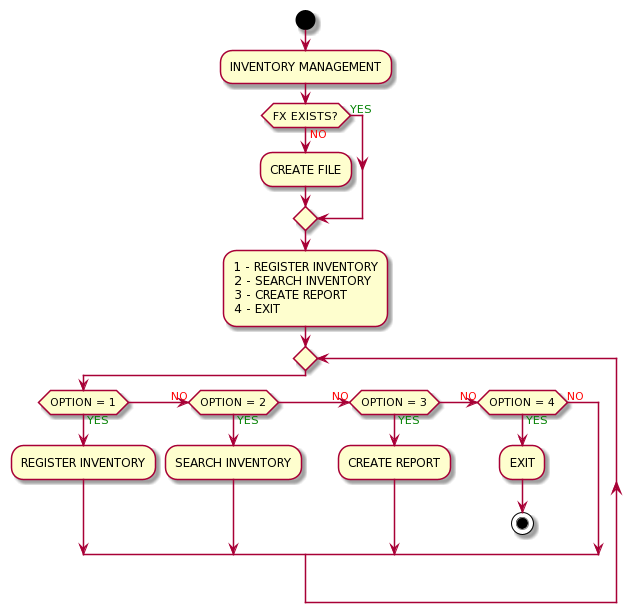 INVENTORY MANAGEMENT
FX EXISTS?
YES
NO
CREATE FILE
1 - REGISTER INVENTORY
2 - SEARCH INVENTORY
3 - CREATE REPORT
4 - EXIT
OPTION = 1
NO
OPTION = 2
NO
OPTION = 3
NO
OPTION = 4
NO
YES
YES
YES
YES
REGISTER INVENTORY
SEARCH INVENTORY
CREATE REPORT
EXIT